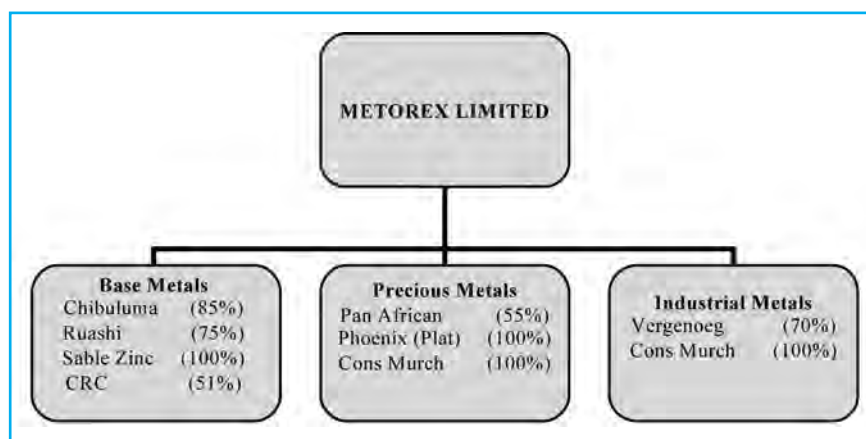 METOREX LIMITED
Base Metals
Chibuluma (85%)
Ruashi (75%)
Sable Zinc (100%)
CRC (51%)
Precious Metals
Pan African (55%)
Phoenix (Plat) (100%)
Cons Murch (100%)
Industrial Metals
Vergenoeg (70%)
Cons Murch (100%)